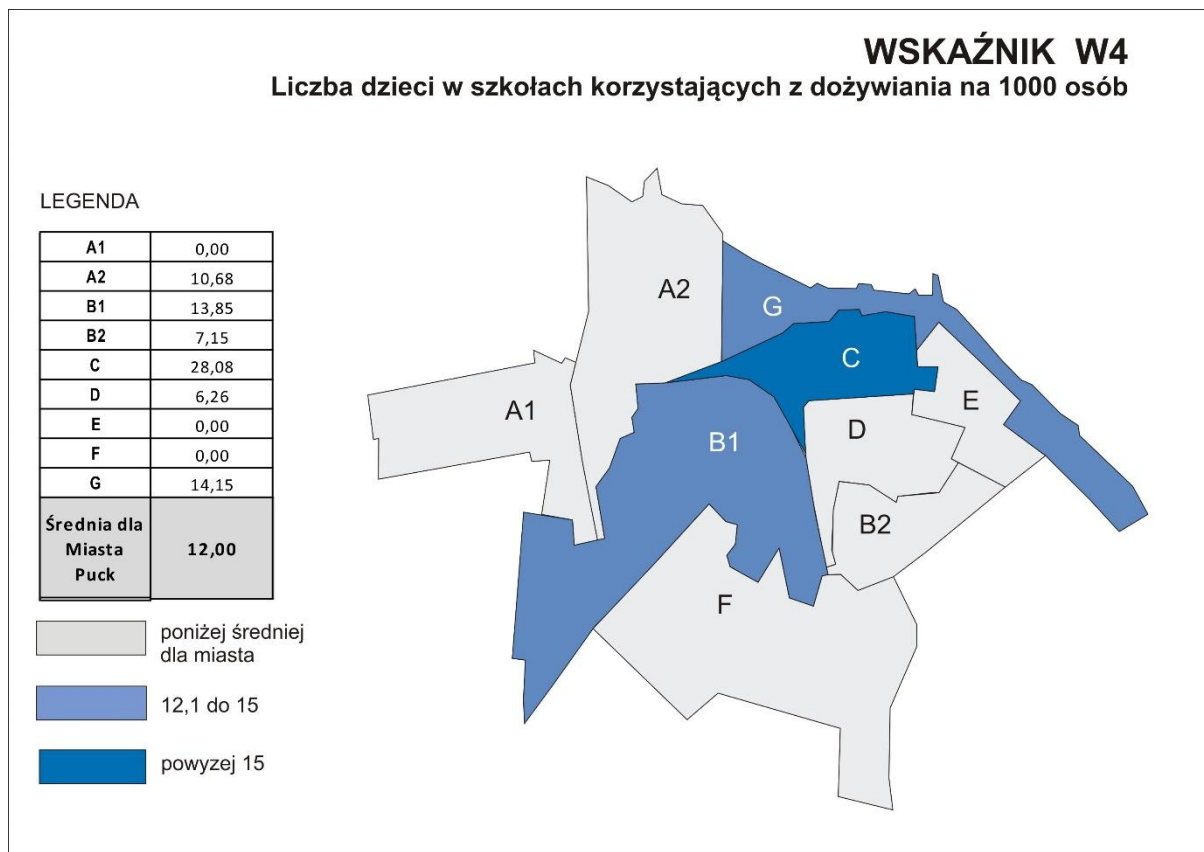 WSKAŹNIK W4
Liczba dzieci w szkołach korzystających z dożywiania na 1000 osób
LEGENDA
A1 0,00
A2 10,68
B1 13,85
B2 7,15
C 28,08
D 6,26
E 0,00
F 0,00
G 14,15
Średnia dla
Miasta 12,00
Puck
poniżej średniej
dla miasta
12,1 do 15
powyzej 15
A2
G
C
A1
E
D
B1
B2
F